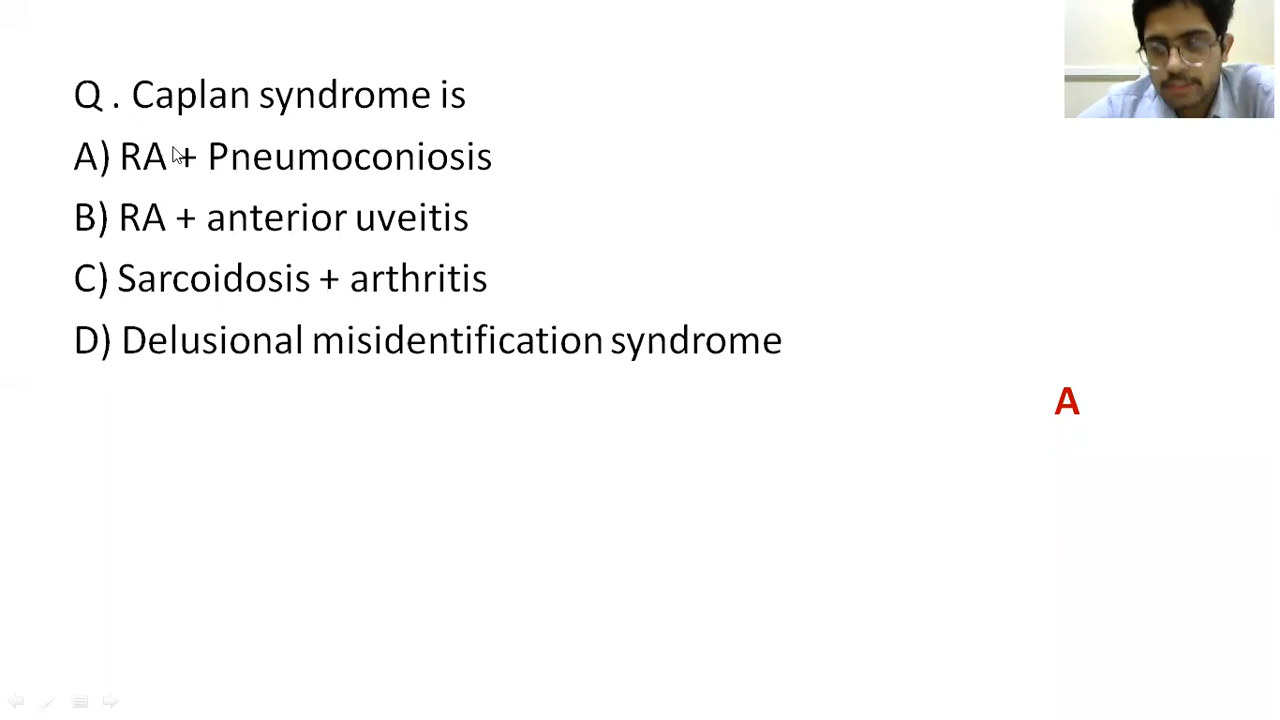 Q . Caplan syndrome is
A) RA + Pneumoconiosis
B) RA + anterior uveitis
C) Sarcoidosis + arthritis
D) Delusional misidentification syndrome
A